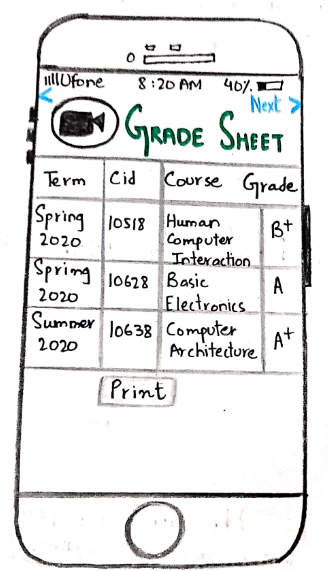 Ufone 8:20 AM 40%
< Next >
GRADE SHEET
Term Cid Course Grade
Spring 2020 10518 Human Computer Interaction B+
Spring 2020 10628 Basic Electronics A
Summer 2020 10638 Computer Architecture A+
Print